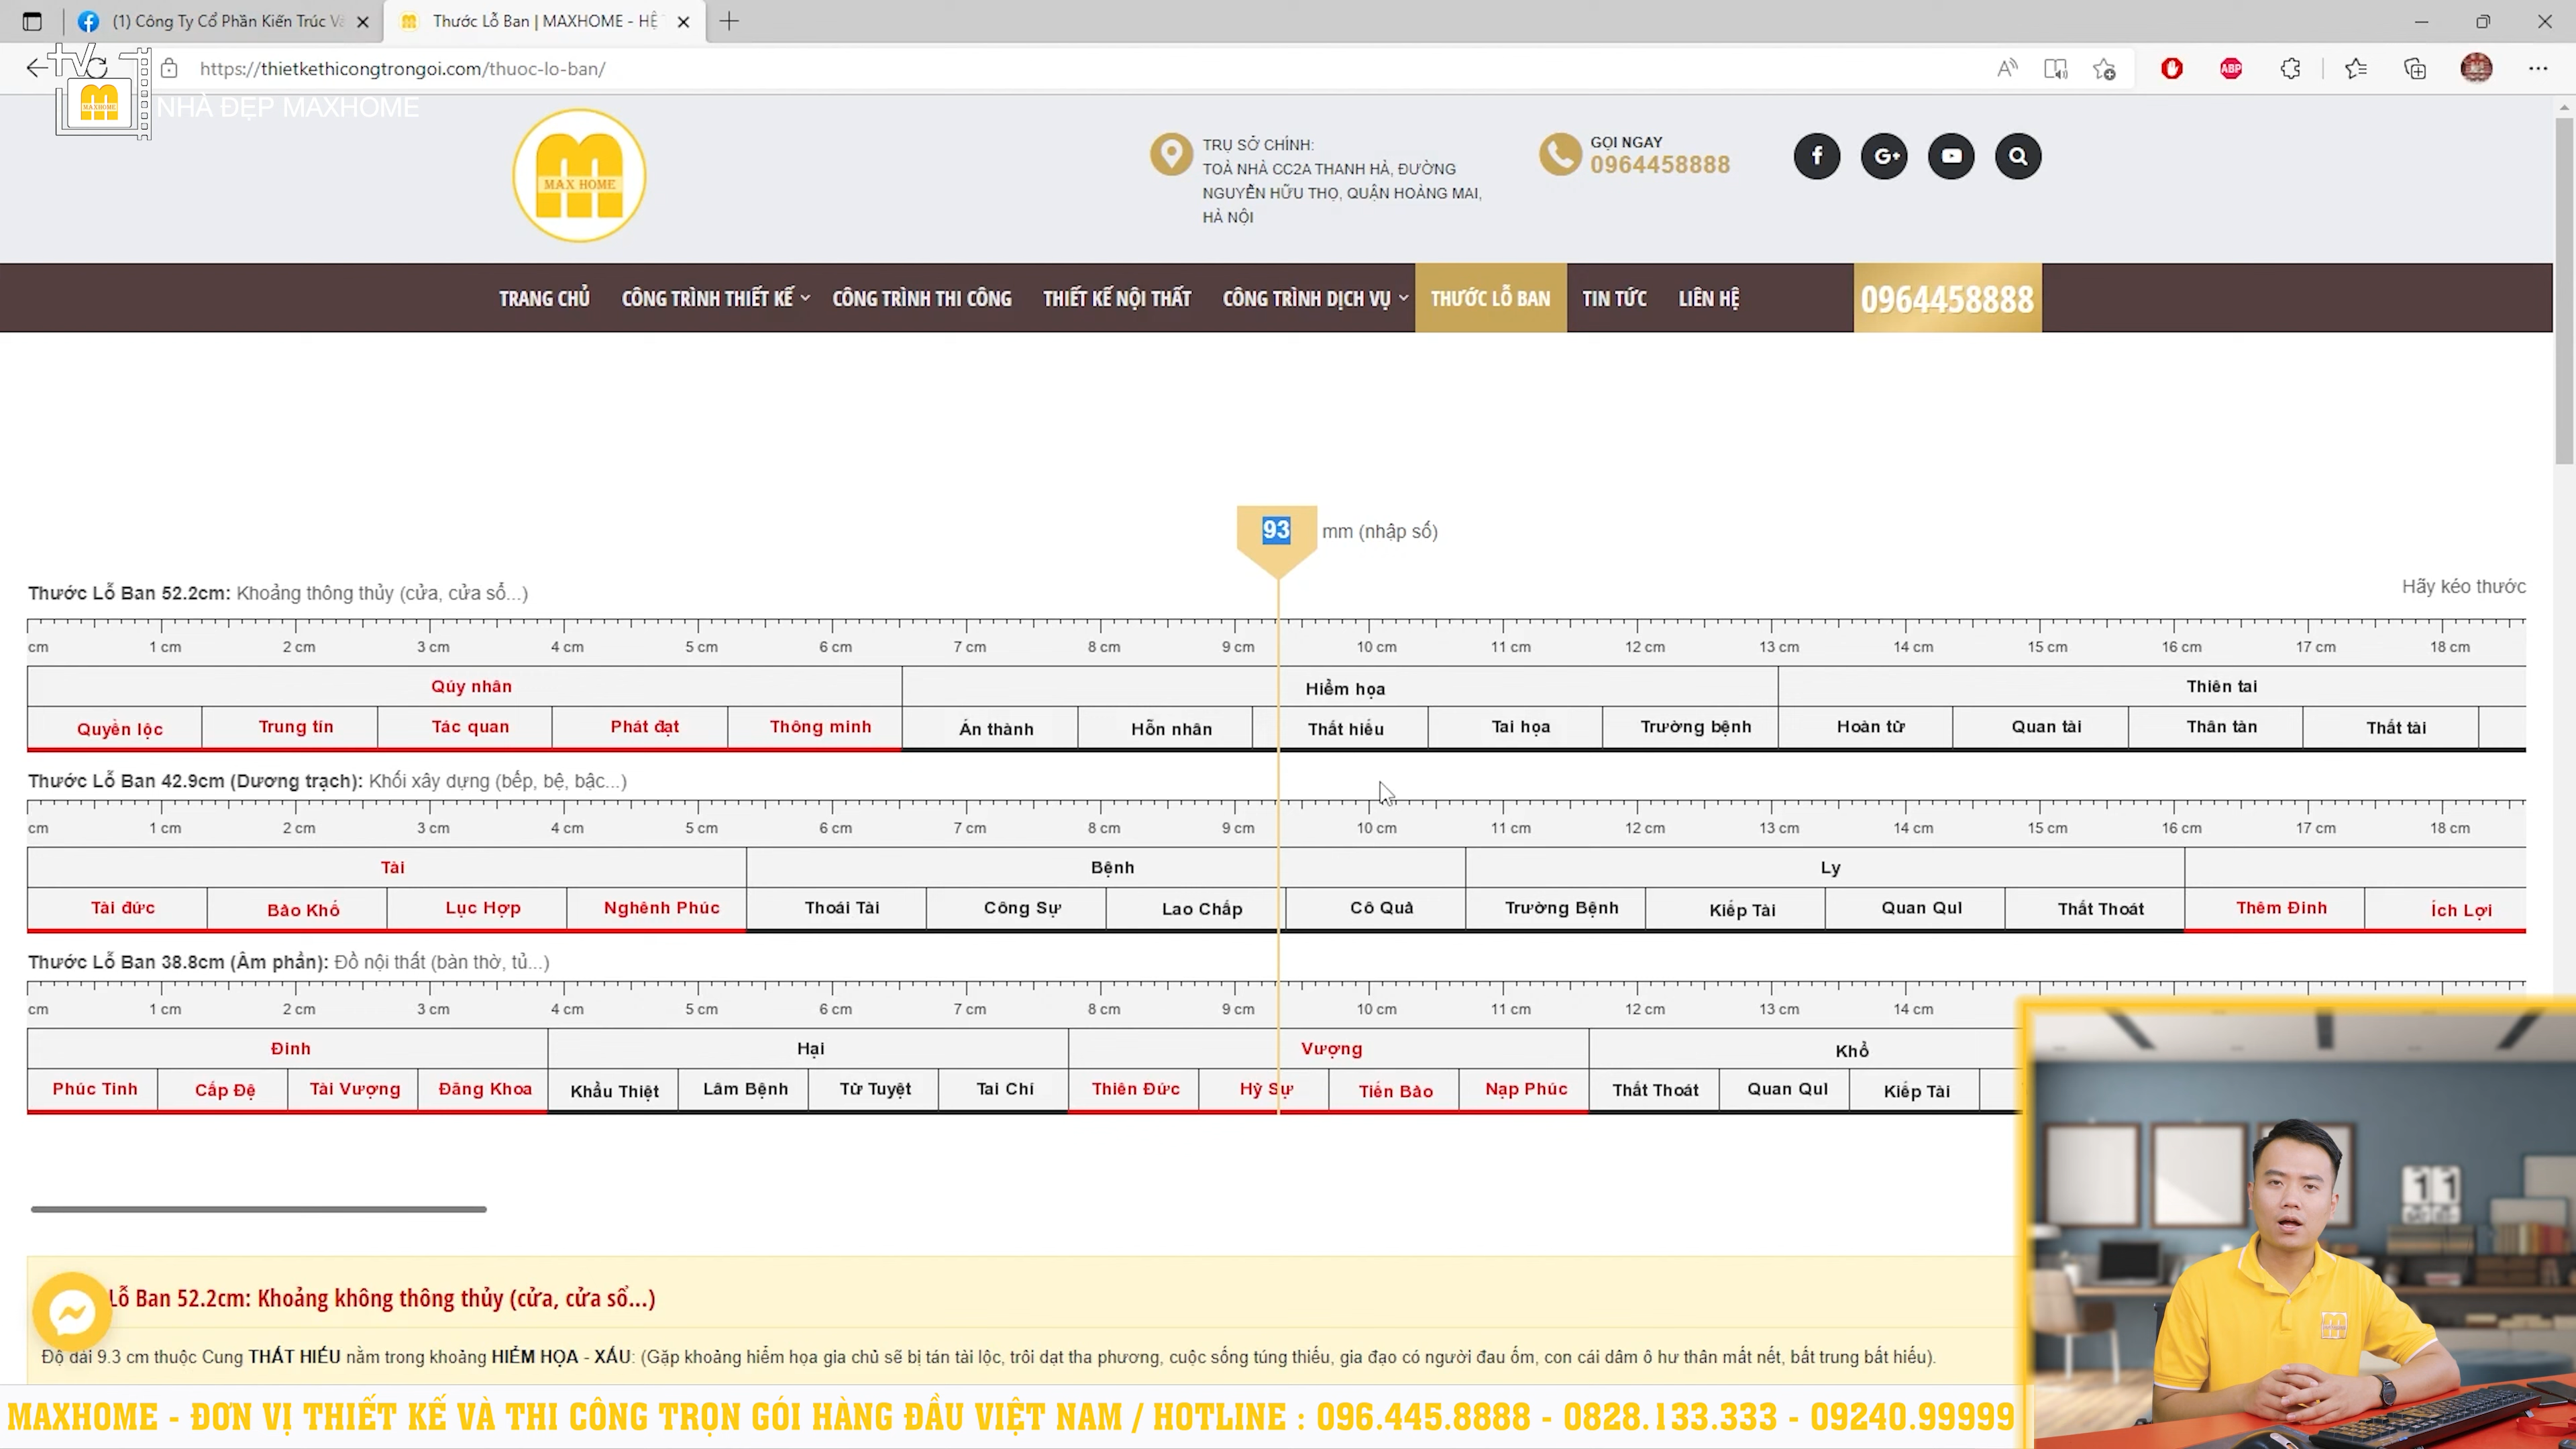 (1) Công Ty Cổ Phần Kiến Trúc Và
Thước Lỗ Ban | MAXHOME - HỆ
https://thietkethicongtrongoi.com/thuoc-lo-ban/
ABP
TV
MAXHOME
NHÀ ĐẸP MAXHOME
MAX HOME
TRỤ SỞ CHÍNH:
TOÀ NHÀ CC2A THANH HÀ, ĐƯỜNG
NGUYỄN HỮU THỌ, QUẬN HOÀNG MAI,
HÀ NỘI
GỌI NGAY
0964458888
TRANG CHỦ CÔNG TRÌNH THIẾT KẾ CÔNG TRÌNH THI CÔNG THIẾT KẾ NỘI THẤT CÔNG TRÌNH DỊCH VỤ THƯỚC LỖ BAN TIN TỨC LIÊN HỆ 0964458888
93 mm (nhập số)
Thước Lỗ Ban 52.2cm: Khoảng thông thủy (cửa, cửa sổ...)
Hãy kéo thước
cm 1 cm 2 cm 3 cm 4 cm 5 cm 6 cm 7 cm 8 cm 9 cm 10 cm 11 cm 12 cm 13 cm 14 cm 15 cm 16 cm 17 cm 18 cm
Qúy nhân Hiểm họa Thiên tai
Quyền lộc Trung tín Tác quan Phát đạt Thông minh Án thành Hỗn nhân Thất hiếu Tai họa Trường bệnh Hoàn tử Quan tài Thân tàn Thất tài
Thước Lỗ Ban 42.9cm (Dương trạch): Khối xây dựng (bếp, bệ, bậc...)
cm 1 cm 2 cm 3 cm 4 cm 5 cm 6 cm 7 cm 8 cm 9 cm 10 cm 11 cm 12 cm 13 cm 14 cm 15 cm 16 cm 17 cm 18 cm
Tài Bệnh Ly
Tài đức Bảo Khố Lục Hợp Nghênh Phúc Thoái Tài Công Sự Lao Chấp Cô Quả Trường Bệnh Kiếp Tài Quan Quỉ Thất Thoát Thêm Đinh Ích Lợi
Thước Lỗ Ban 38.8cm (Âm phần): Đồ nội thất (bàn thờ, tủ...)
cm 1 cm 2 cm 3 cm 4 cm 5 cm 6 cm 7 cm 8 cm 9 cm 10 cm 11 cm 12 cm 13 cm 14 cm
Đinh Hại Vượng Khổ
Phúc Tinh Cấp Đệ Tài Vượng Đăng Khoa Khẩu Thiệt Lâm Bệnh Tử Tuyệt Tai Chí Thiên Đức Hỷ Sự Tiến Bảo Nạp Phúc Thất Thoát Quan Quỉ Kiếp Tài
Lỗ Ban 52.2cm: Khoảng không thông thủy (cửa, cửa sổ...)
Độ dài 9.3 cm thuộc Cung THẤT HIẾU nằm trong khoảng HIỂM HỌA - XẤU: (Gặp khoảng hiểm họa gia chủ sẽ bị tán tài lộc, trôi dạt tha phương, cuộc sống túng thiếu, gia đạo có người đau ốm, con cái dâm ô hư thân mất nết, bất trung bất hiếu).
11
MAXHOME - ĐƠN VỊ THIẾT KẾ VÀ THI CÔNG TRỌN GÓI HÀNG ĐẦU VIỆT NAM / HOTLINE : 096.445.8888 - 0828.133.333 - 09240.99999